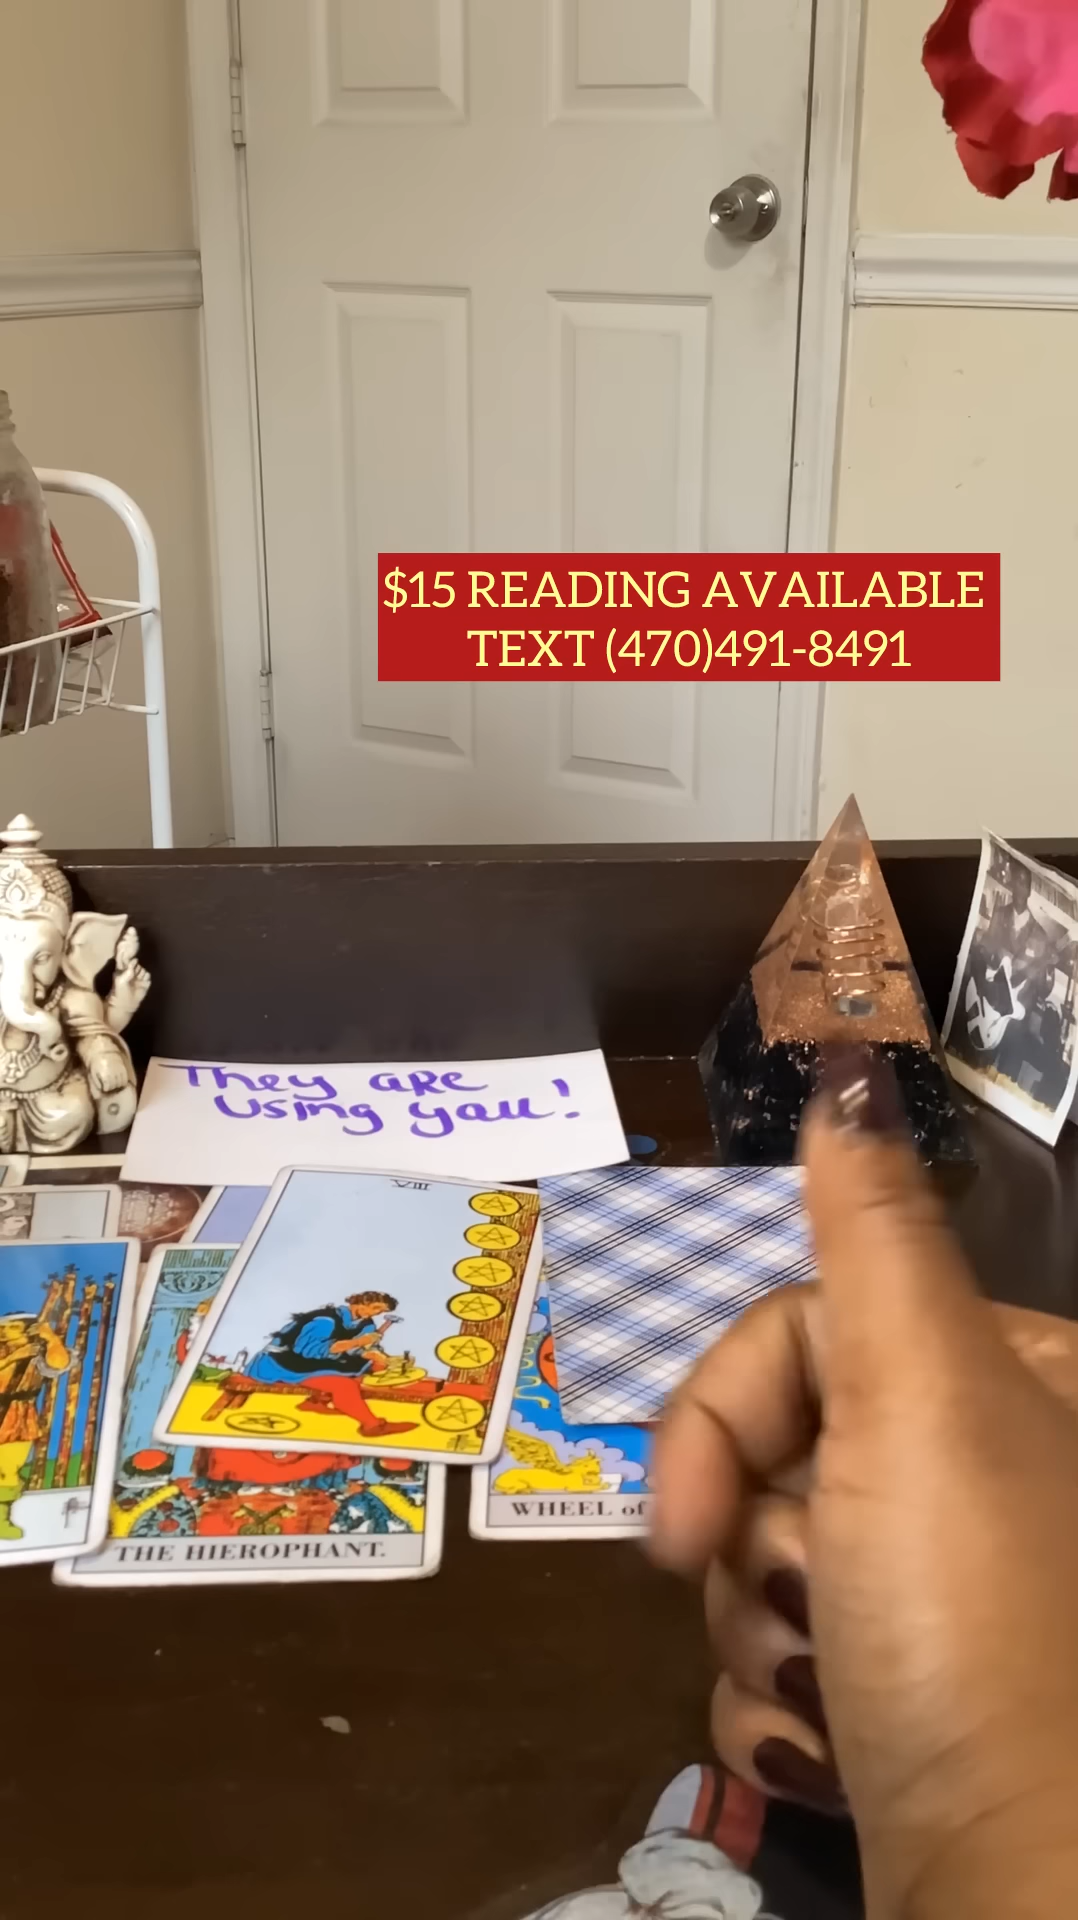 $15 READING AVAILABLE
TEXT (470)491-8491
They are
using you!
VIII
THE HIEROPHANT.
WHEEL of